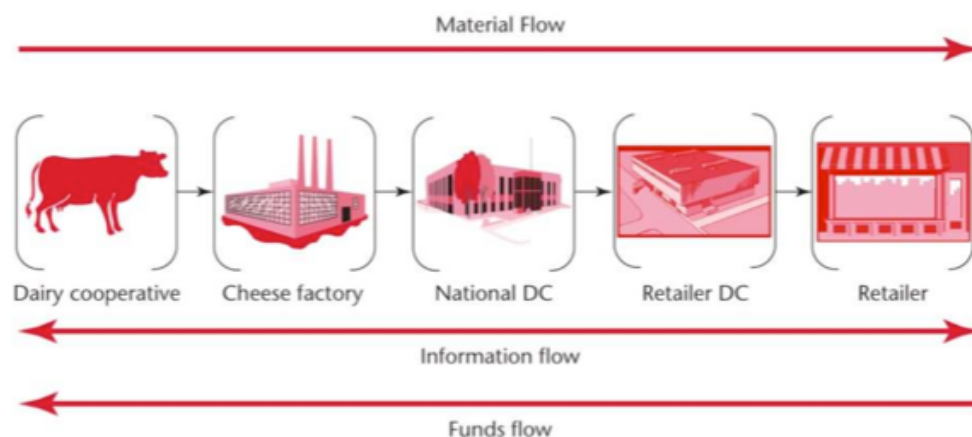 Material Flow
Dairy cooperative
Cheese factory
National DC
Retailer DC
Retailer
Information flow
Funds flow